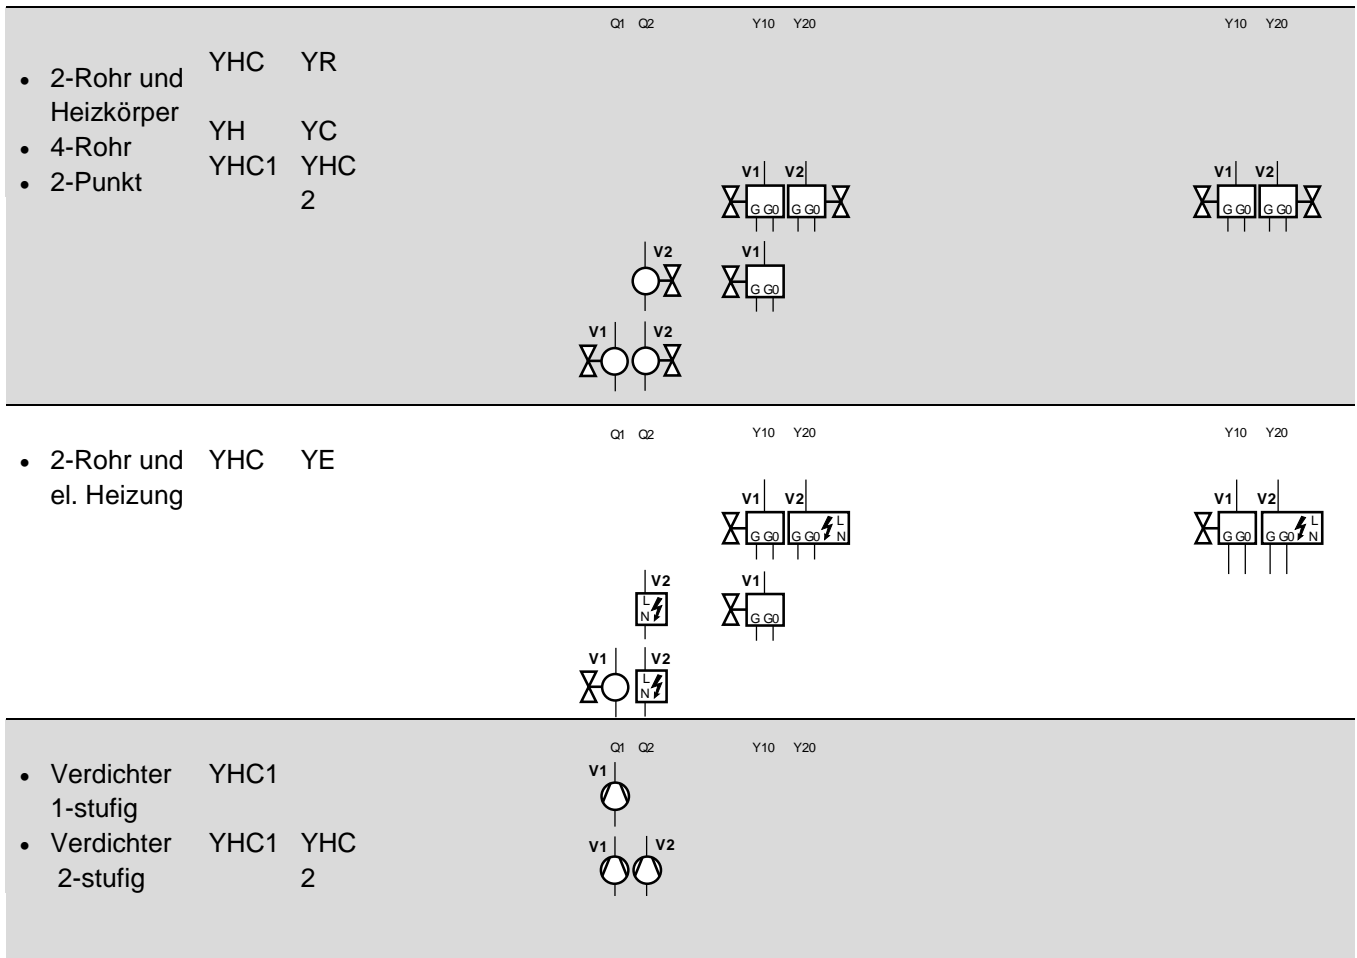 Q1 Q2 Y10 Y20 Y10 Y20
• 2-Rohr und YHC YR
Heizkörper
• 4-Rohr YH YC
• 2-Punkt YHC1 YHC
2
V1 V2 V1 V2
G G0 G G0 G G0 G G0
V2 V1
G G0
V1 V2
Q1 Q2 Y10 Y20 Y10 Y20
• 2-Rohr und YHC YE
el. Heizung
V1 V2 V1 V2
L L
G G0 G G0 N G G0 G G0 N
V2 V1
L
N G G0
V1 V2
L
N
Q1 Q2 Y10 Y20
• Verdichter YHC1
1-stufig
V1
• Verdichter YHC1 YHC
2-stufig 2
V1 V2